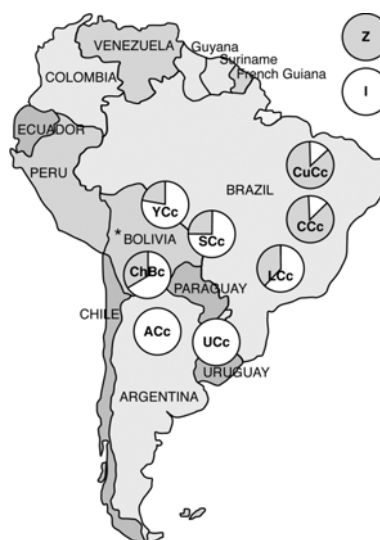 Z
VENEZUELA
Guyana
Suriname
French Guiana
COLOMBIA
I
ECUADOR
PERU
BRAZIL
CuCc
YCc
CCc
* BOLIVIA
SCc
ChBc
LCc
PARAGUAY
CHILE
ACc
UCc
URUGUAY
ARGENTINA